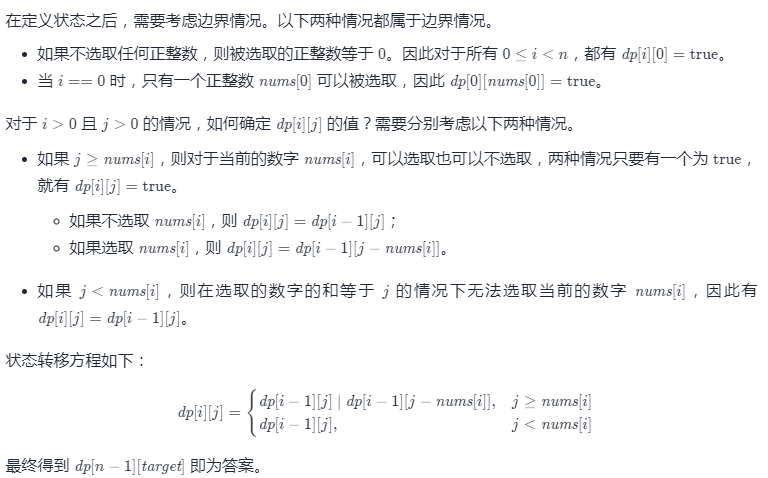 在定义状态之后，需要考虑边界情况。以下两种情况都属于边界情况。
• 如果不选取任何正整数，则被选取的正整数等于 0。因此对于所有 0 ≤ i < n，都有 dp[i][0] = true。
• 当 i == 0 时，只有一个正整数 nums[0] 可以被选取，因此 dp[0][nums[0]] = true。
对于 i > 0 且 j > 0 的情况，如何确定 dp[i][j] 的值？需要分别考虑以下两种情况。
• 如果 j ≥ nums[i]，则对于当前的数字 nums[i]，可以选取也可以不选取，两种情况只要有一个为 true，
就有 dp[i][j] = true。
◦ 如果不选取 nums[i]，则 dp[i][j] = dp[i − 1][j]；
◦ 如果选取 nums[i]，则 dp[i][j] = dp[i − 1][j − nums[i]]。
• 如果 j < nums[i]，则在选取的数字的和等于 j 的情况下无法选取当前的数字 nums[i]，因此有
dp[i][j] = dp[i − 1][j]。
状态转移方程如下：
dp[i][j] = { dp[i − 1][j] | dp[i − 1][j − nums[i]], j ≥ nums[i]
dp[i − 1][j], j < nums[i]
最终得到 dp[n − 1][target] 即为答案。